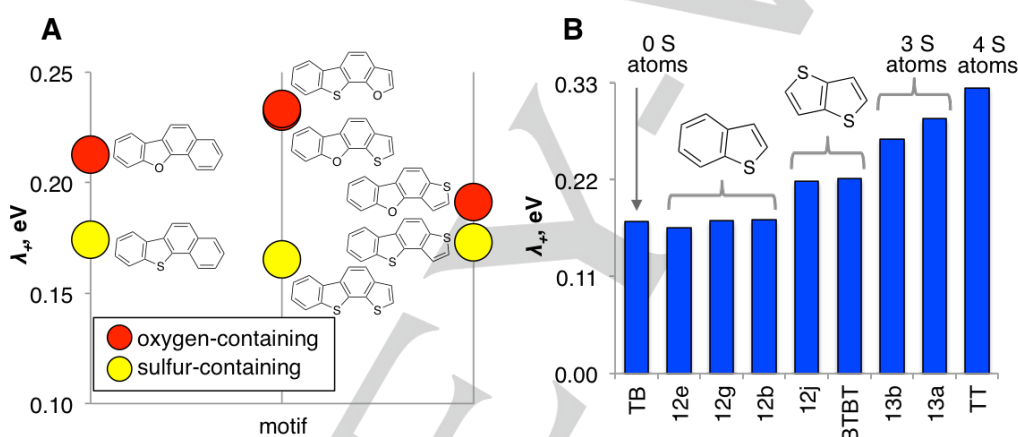 A
0.25
0.20
0.15
0.10
λ+, eV
S
O
O
S
O
S
O
S
S
O
S
S
S
S
oxygen-containing
sulfur-containing
motif
B
0 S
atoms
3 S
atoms
4 S
atoms
0.33
0.22
0.11
0.00
λ+, eV
S
S
S
TB
12e
12g
12b
12j
BTBT
13b
13a
TT